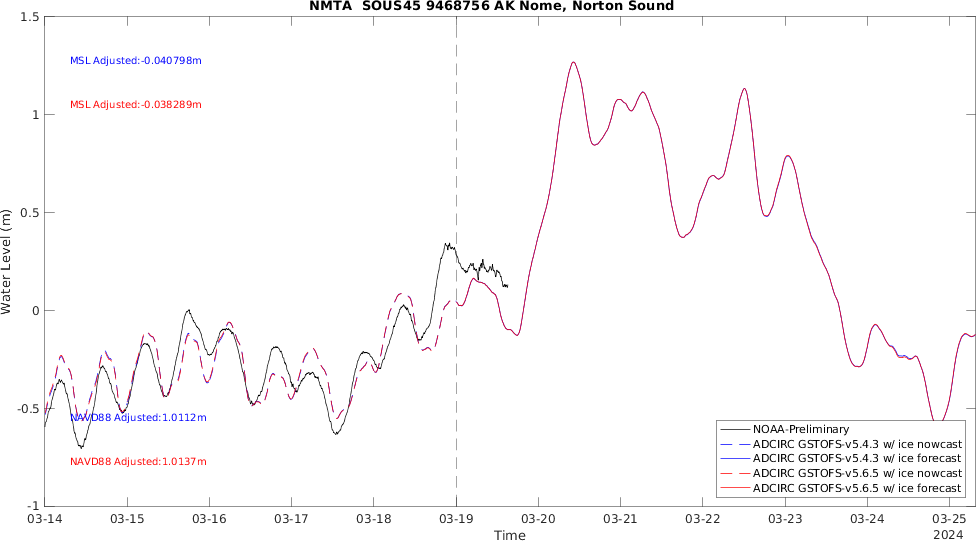 NMTA  SOUS45 9468756 AK Nome, Norton Sound
1.5
MSL Adjusted:-0.040798m
MSL Adjusted:-0.038289m
1
0.5
Water Level (m)
0
-0.5
NAVD88 Adjusted:1.0112m
NAVD88 Adjusted:1.0137m
-1
NOAA-Preliminary
ADCIRC GSTOFS-v5.4.3 w/ ice nowcast
ADCIRC GSTOFS-v5.4.3 w/ ice forecast
ADCIRC GSTOFS-v5.6.5 w/ ice nowcast
ADCIRC GSTOFS-v5.6.5 w/ ice forecast
03-14 03-15 03-16 03-17 03-18 03-19 03-20 03-21 03-22 03-23 03-24 03-25
Time
2024